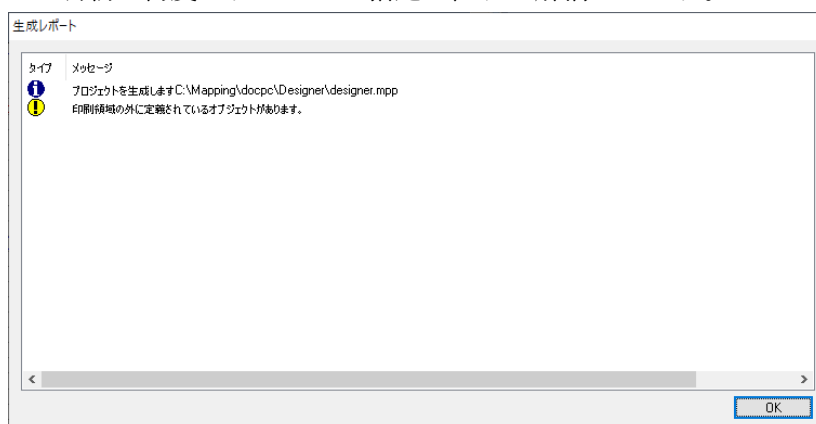 生成レポート
タイプ メッセージ
プロジェクトを生成しますC:\Mapping\docpc\Designer\designer.mpp
印刷領域の外に定義されているオブジェクトがあります。
OK